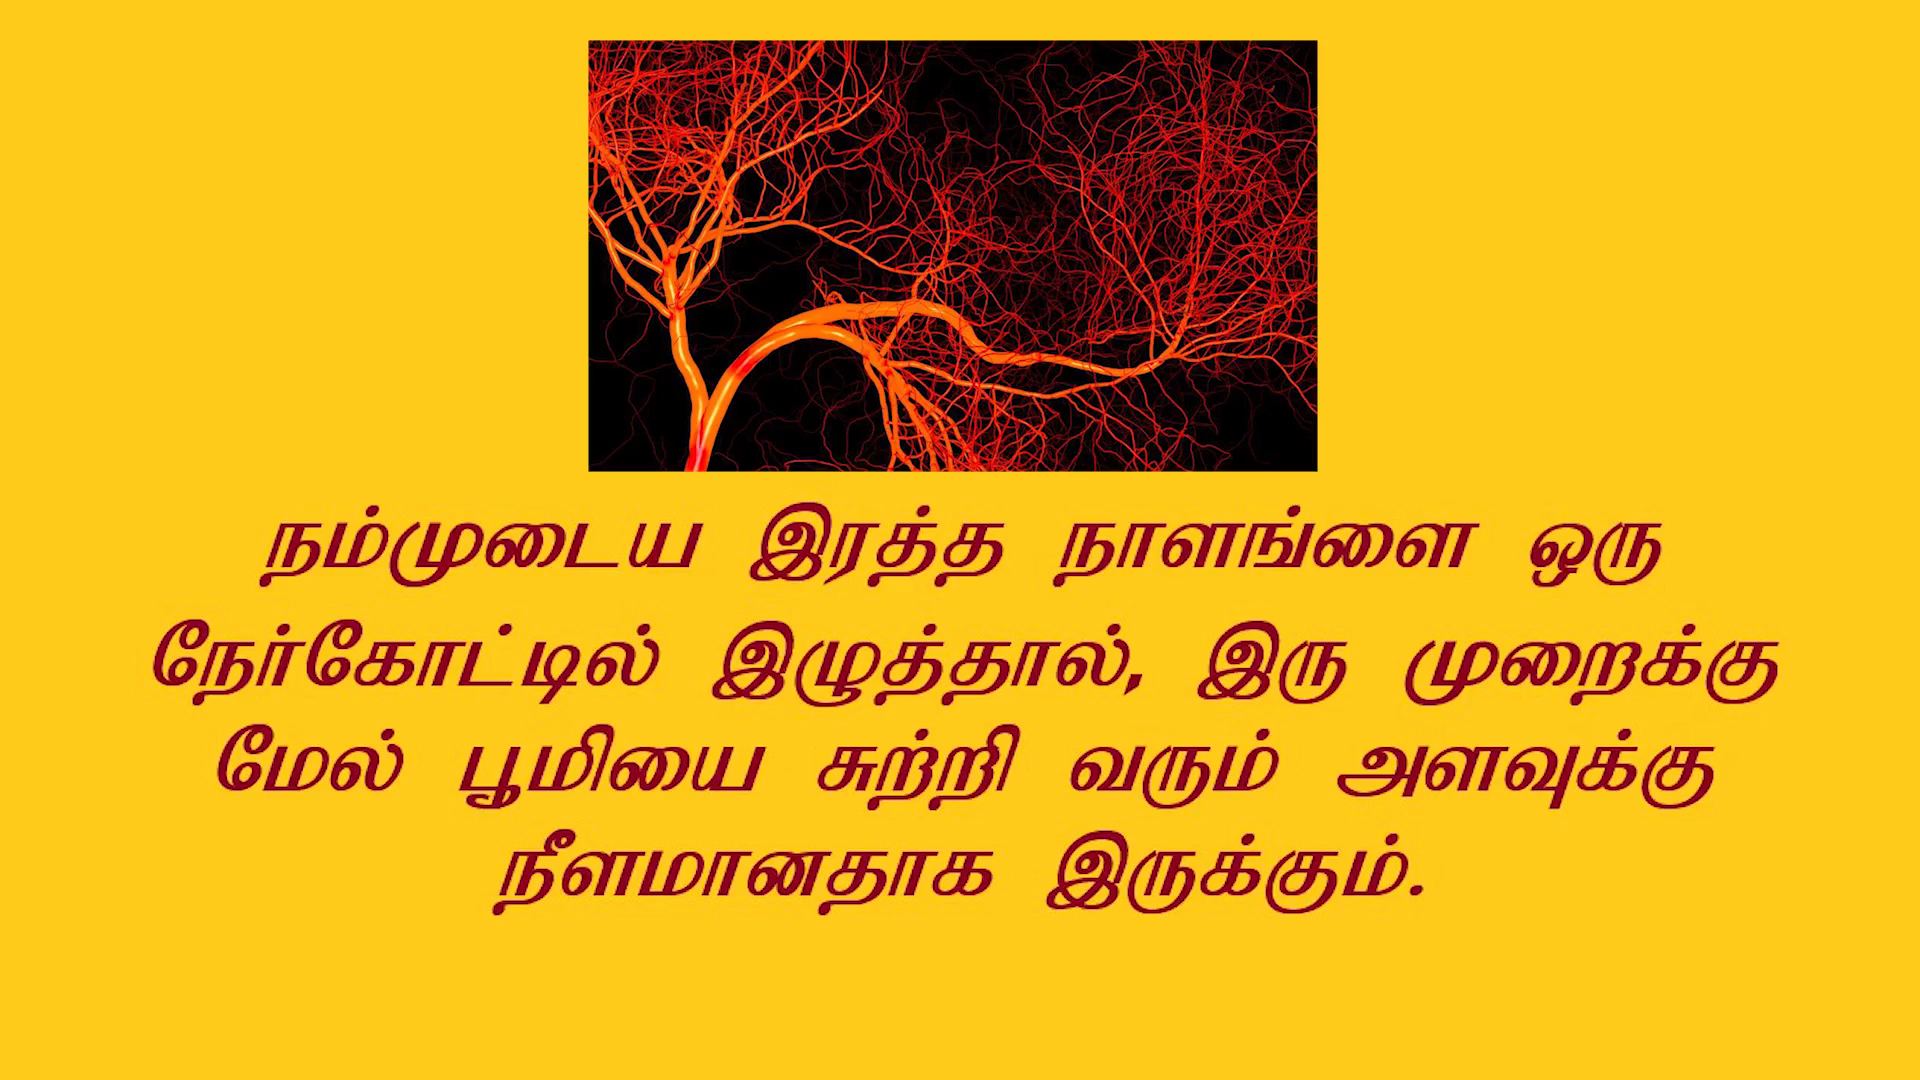 நம்முடைய இரத்த நாளங்ளை ஒரு
நேர்கோட்டில் இழுத்தால், இரு முறைக்கு
மேல் பூமியை சுற்றி வரும் அளவுக்கு
நீளமானதாக இருக்கும்.